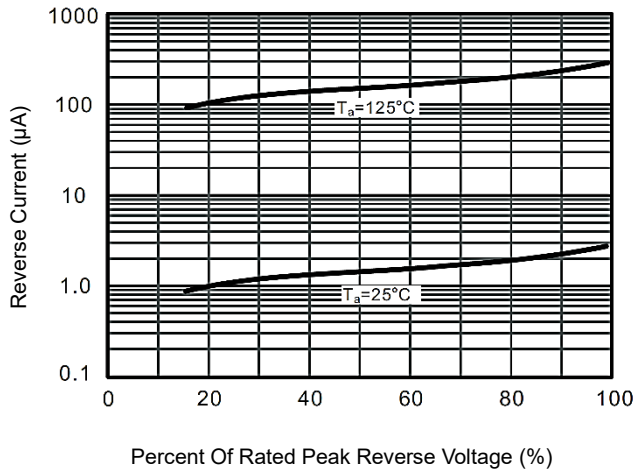 1000
100
10
1.0
0.1
Reverse Current (μA)
Tₐ=125°C
Tₐ=25°C
0 20 40 60 80 100
Percent Of Rated Peak Reverse Voltage (%)